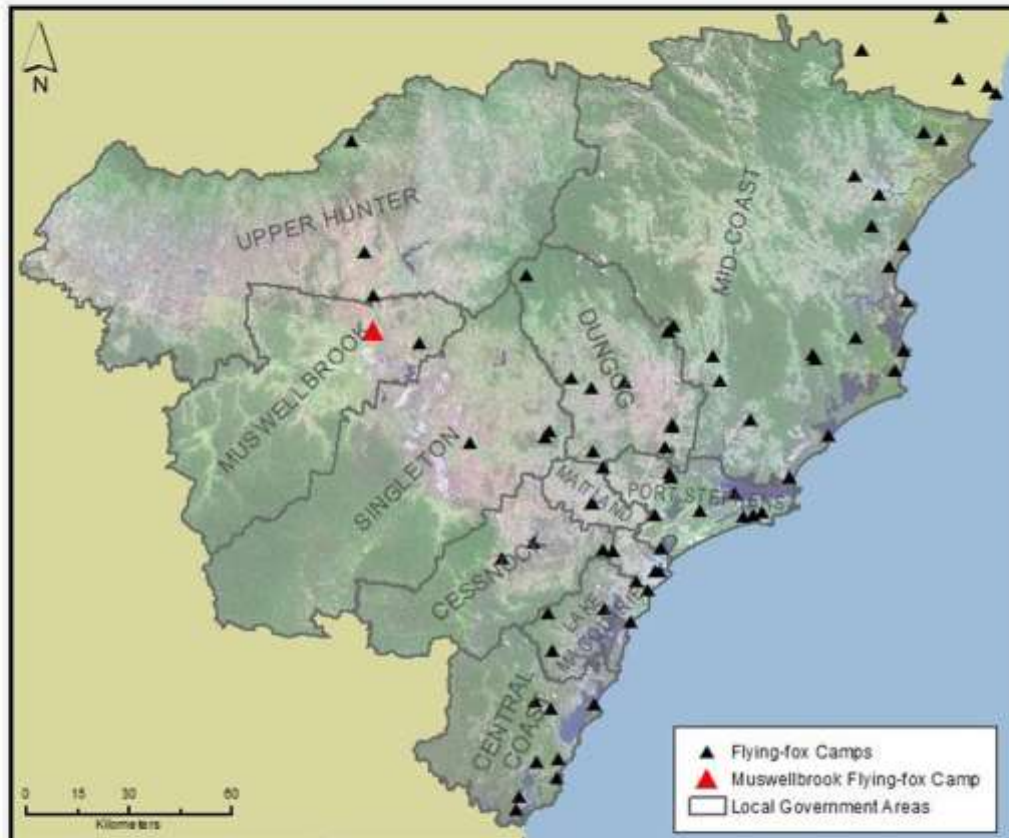 N
UPPER HUNTER
MID-COAST
DUNGOG
MUSWELLBROOK
SINGLETON
MAITLAND
PORT STEPHENS
CESSNOCK
LAKE
MACQUARIE
CENTRAL
COAST
0 15 30 60
Kilometers
Flying-fox Camps
Muswellbrook Flying-fox Camp
Local Government Areas